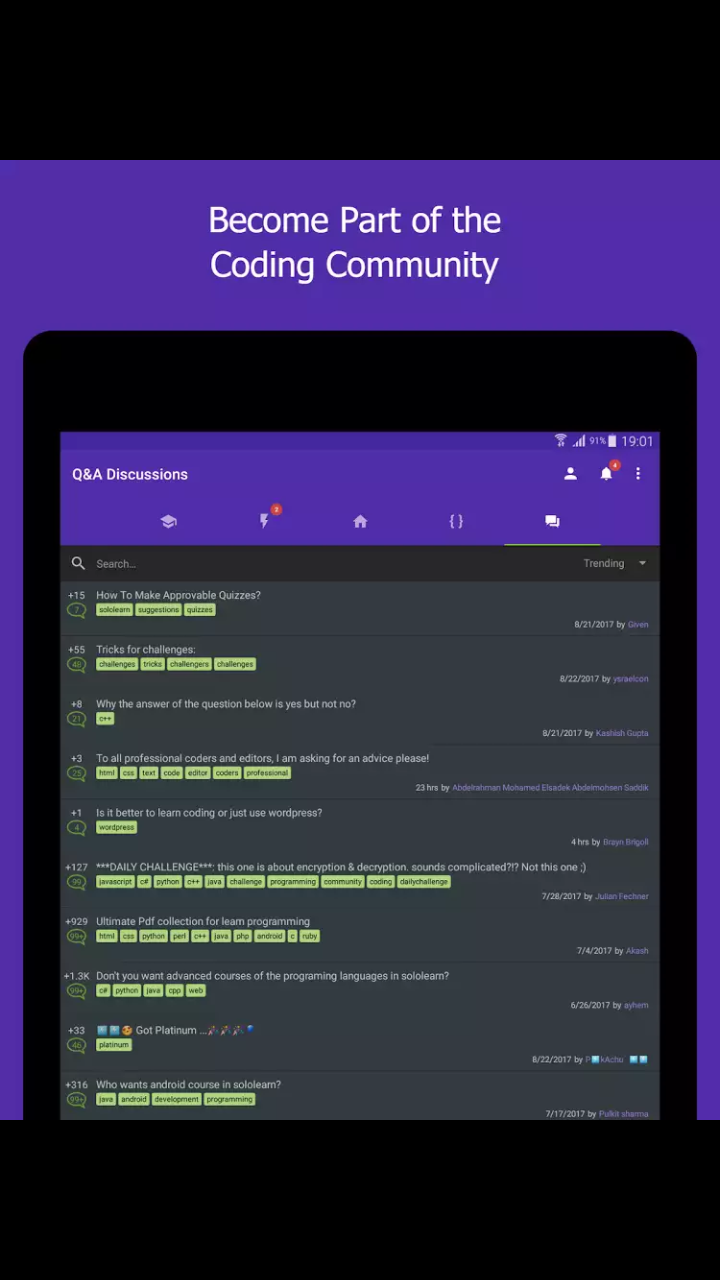 Become Part of the
Coding Community
91% 19:01
Q&A Discussions
4
2
{ }
Search...
Trending
+15 How To Make Approvable Quizzes?
7 sololearn suggestions quizzes
8/21/2017 by Given
+55 Tricks for challenges:
48 challenges tricks challengers challenges
8/22/2017 by ysraelcon
+8 Why the answer of the question below is yes but not no?
21 c++
8/21/2017 by Kashish Gupta
+3 To all professional coders and editors, I am asking for an advice please!
25 html css text code editor coders professional
23 hrs by Abdelrahman Mohamed Elsadek Abdelmohsen Saddik
+1 Is it better to learn coding or just use wordpress?
4 wordpress
4 hrs by Brayn Brigoli
+127 ***DAILY CHALLENGE***: this one is about encryption & decryption. sounds complicated?!? Not this one ;)
99 javascript c# python c++ java challenge programming community coding dailychallenge
7/28/2017 by Julian Fechner
+929 Ultimate Pdf collection for learn programming
99+ html css python perl c++ java php android c ruby
7/4/2017 by Akash
+1.3K Don't you want advanced courses of the programing languages in sololearn?
99+ c# python java cpp web
6/26/2017 by ayhem
+33 Got Platinum ...
46 platinum
8/22/2017 by P kAchu
+316 Who wants android course in sololearn?
99+ java android development programming
7/17/2017 by Pulkit sharma